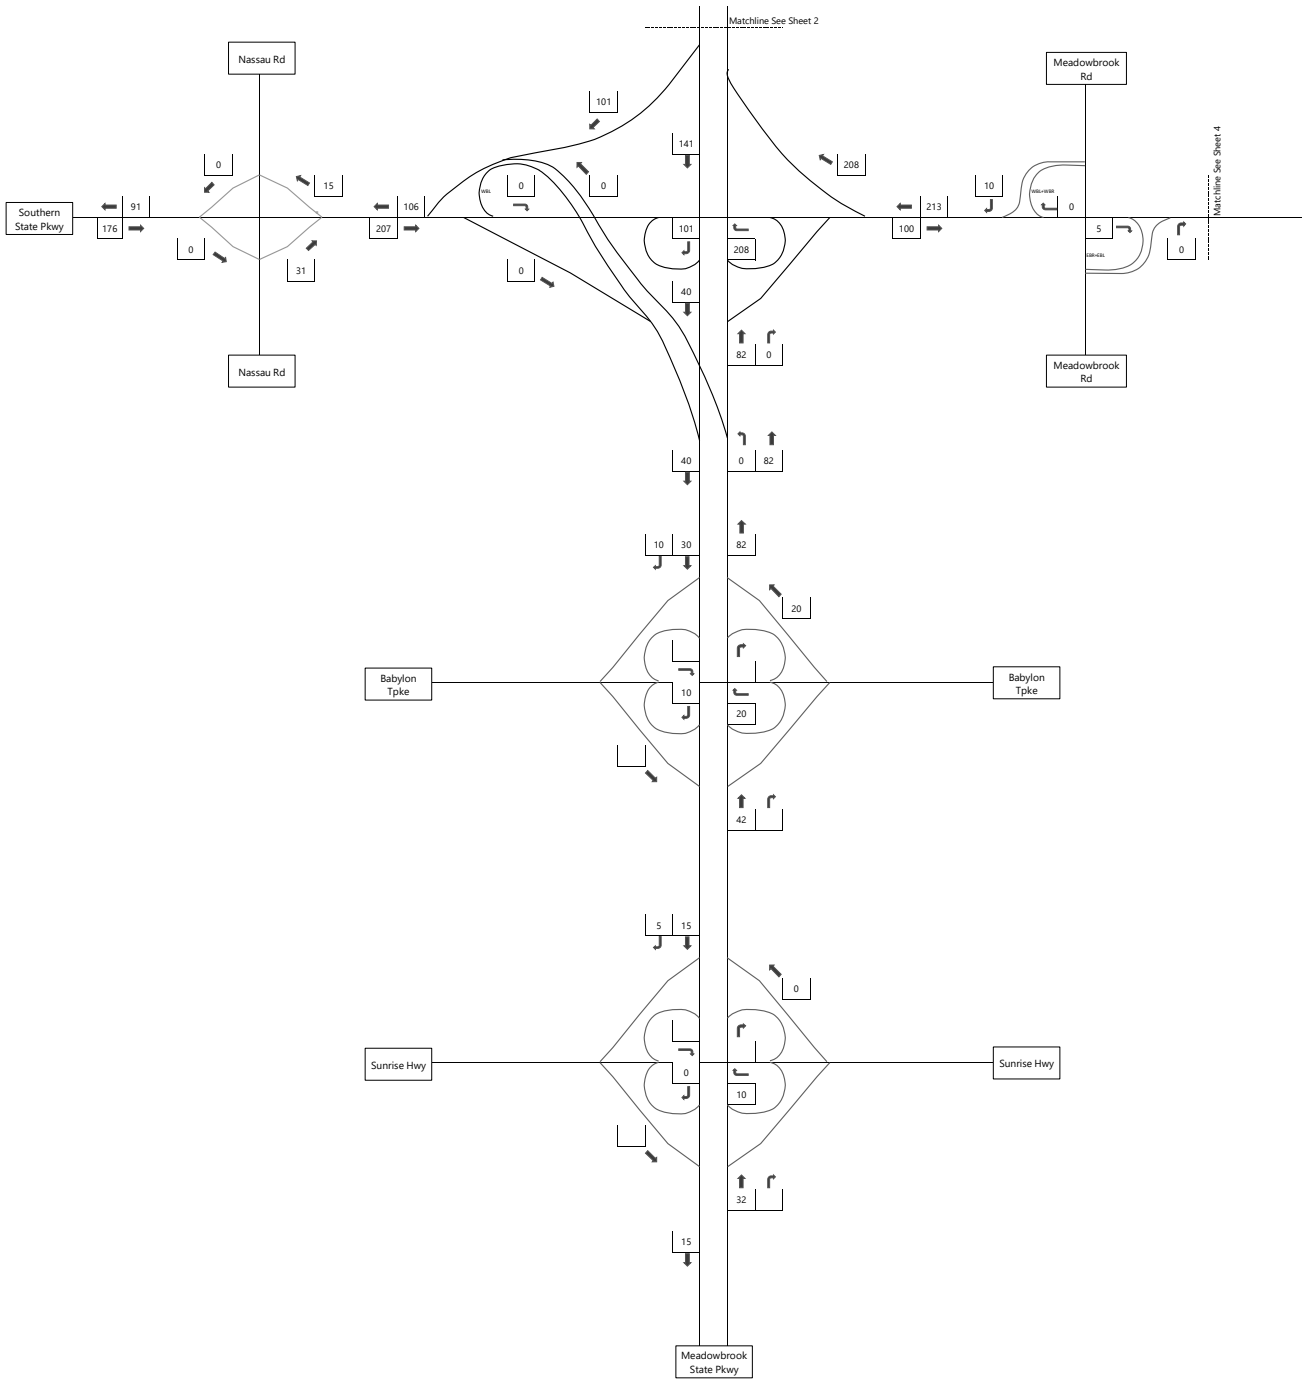 Matchline See Sheet 2
Nassau Rd
Meadowbrook
Rd
101
141
Matchline See Sheet 4
0
15
208
WBL
0
0
10
WBL+WBR
0
91
106
213
Southern
State Pkwy
176
207
101
100
5
208
0
31
0
0
EBR+EBL
40
82
0
Nassau Rd
Meadowbrook
Rd
40
0
82
10
30
82
20
Babylon
Tpke
10
Babylon
Tpke
20
42
5
15
0
Sunrise Hwy
0
Sunrise Hwy
10
32
15
Meadowbrook
State Pkwy